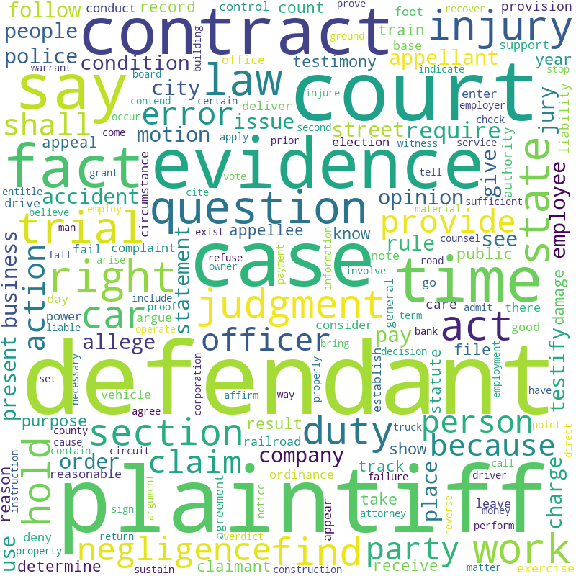 follow conduct record control count foot train provision
people contract injury
police condition testimony base support year
warrant building office ground prove recover appellant indicate stop
say law city board contend certain deliver injure enter employer
shall error motion occur issue street require jury liability
appeal come apply second prior election witness service check authority
fact evidence give state
entitle grant accident circumstance cite vote tell material sufficient
drive believe employ question opinion provide employee
trial man appellee know rule counsel
business action fall fail complaint exist refuse note see public
right arise statement case time road
day include owner payment information involve general go admit there
power proof car judgment consider care good
liable argue operate bring pay term bank act damage
present allege officer establish decision statute file testify
set necessary vehicle corporation affirm way properly employment have
defendant
purpose agree county cause section result duty show truck person because point
hold order contain circuit railroad company place call direct
reason reasonable claim ordinance track failure driver charge
plaintiff
use instruction deny sign argument notice agreement appear take attorney leave money reverse perform
property return verdict claimant receive party work
determine sustain negligence construction find matter exercise